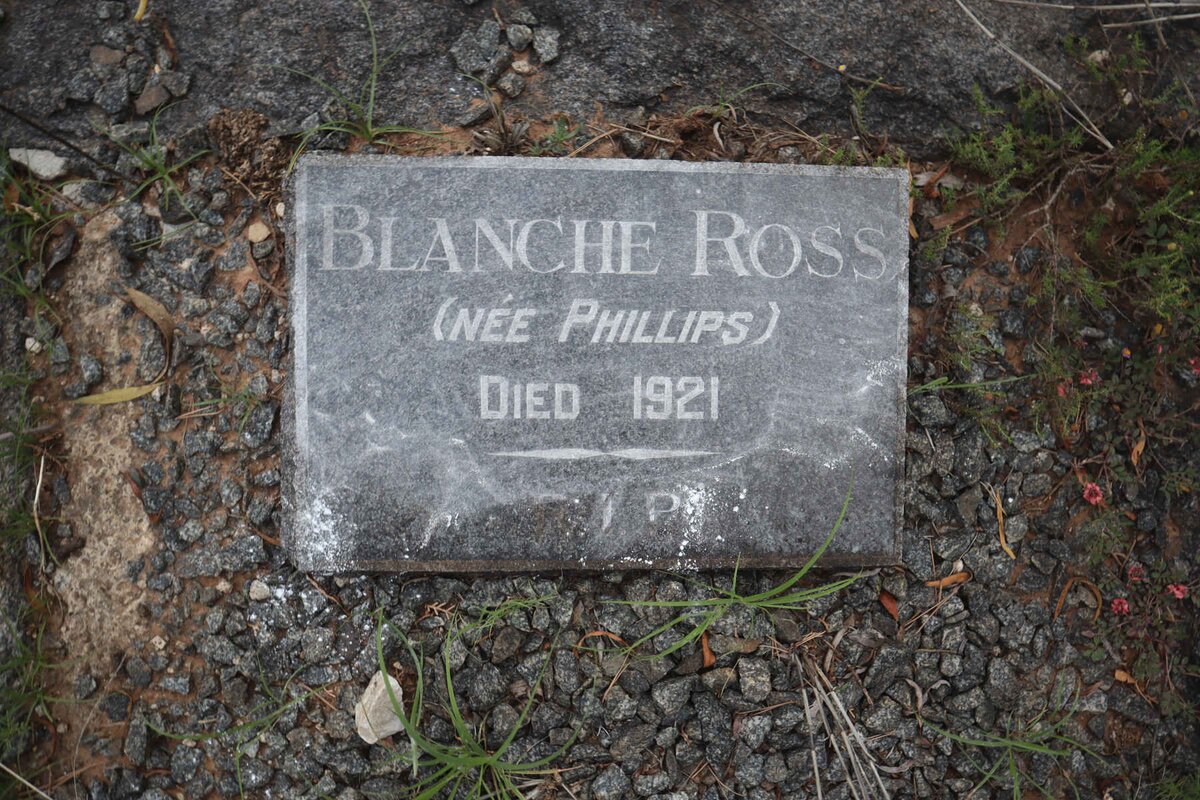 BLANCHE ROSS
(NÉE PHILLIPS)
DIED 1921
R I P